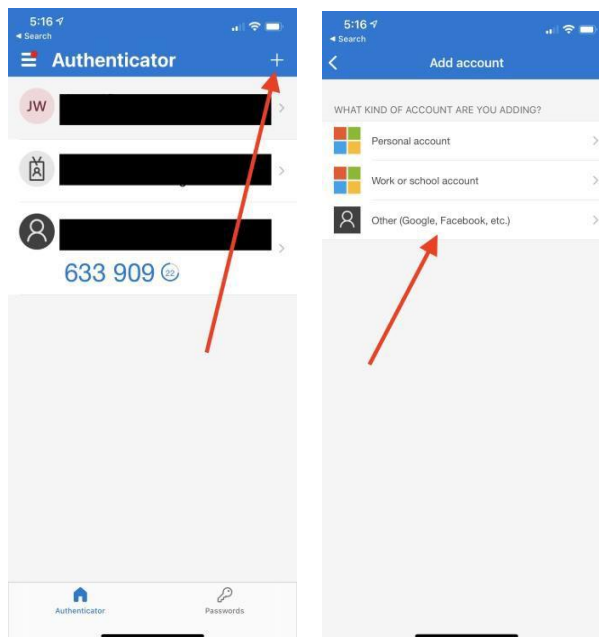 5:16
◄ Search
Authenticator
JW
633 909
22
Authenticator
Passwords
5:16
◄ Search
Add account
WHAT KIND OF ACCOUNT ARE YOU ADDING?
Personal account
Work or school account
Other (Google, Facebook, etc.)